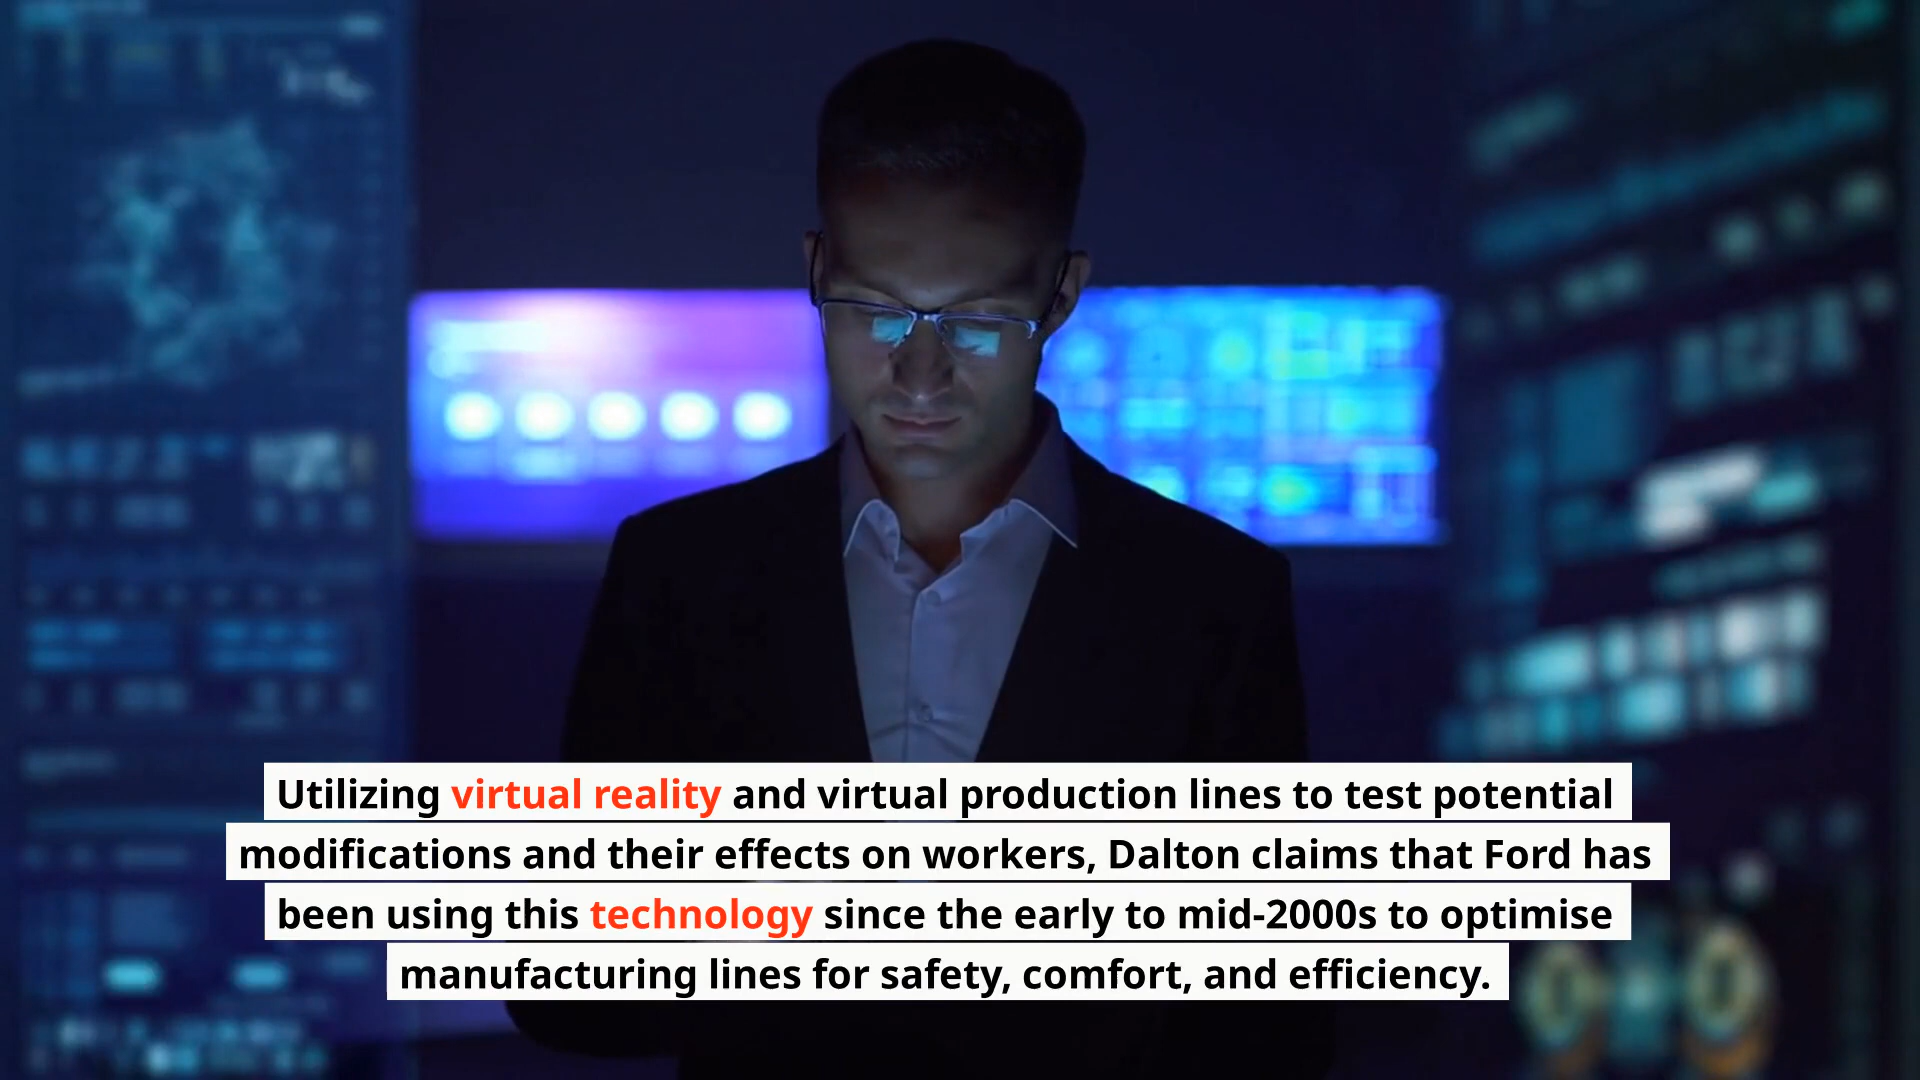 Utilizing virtual reality and virtual production lines to test potential
modifications and their effects on workers, Dalton claims that Ford has
been using this technology since the early to mid-2000s to optimise
manufacturing lines for safety, comfort, and efficiency.